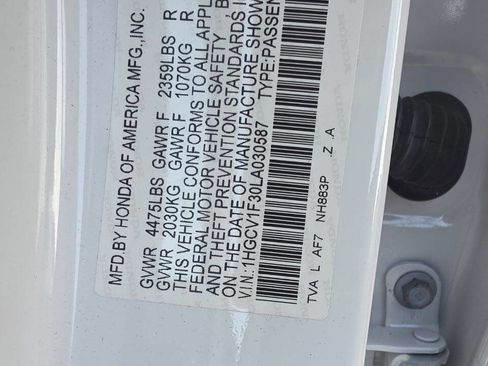 MFD.BY HONDA OF AMERICA MFG.,INC.
GVWR 4475LBS GAWR F 2359LBS R
GVWR 2030KG GAWR F 1070KG R
THIS VEHICLE CONFORMS TO ALL APPL
FEDERAL MOTOR VEHICLE SAFETY , B
AND THEFT PREVENTION STANDARDS I
ON THE DATE OF MANUFACTURE SHOW
V.I.N.:1HGCV1F30LA030587 TYPE:PASSEN
TVA L AF7 NH883P .Z .A